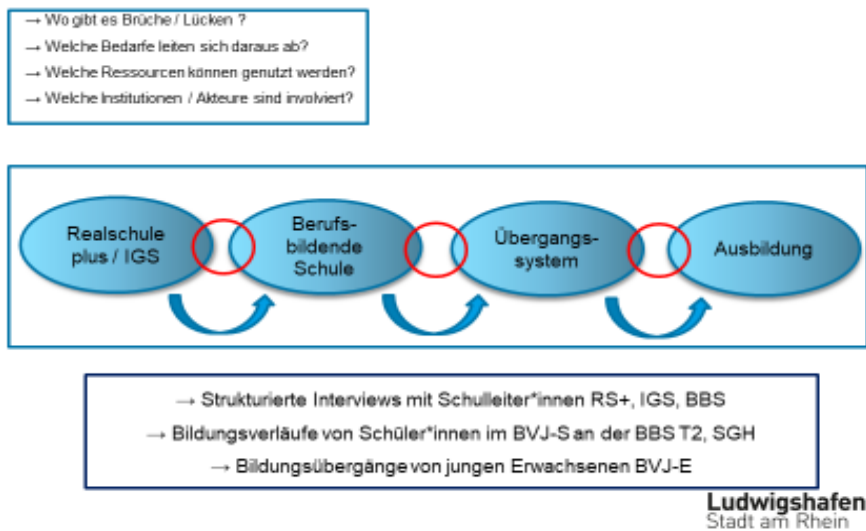 → Wo gibt es Brüche / Lücken ?
→ Welche Bedarfe leiten sich daraus ab?
→ Welche Ressourcen können genutzt werden?
→ Welche Institutionen / Akteure sind involviert?
Realschule
plus / IGS
Berufs-
bildende
Schule
Übergangs-
system
Ausbildung
→ Strukturierte Interviews mit Schulleiter*innen RS+, IGS, BBS
→ Bildungsverläufe von Schüler*innen im BVJ-S an der BBS T2, SGH
→ Bildungsübergänge von jungen Erwachsenen BVJ-E
Ludwigshafen
Stadt am Rhein